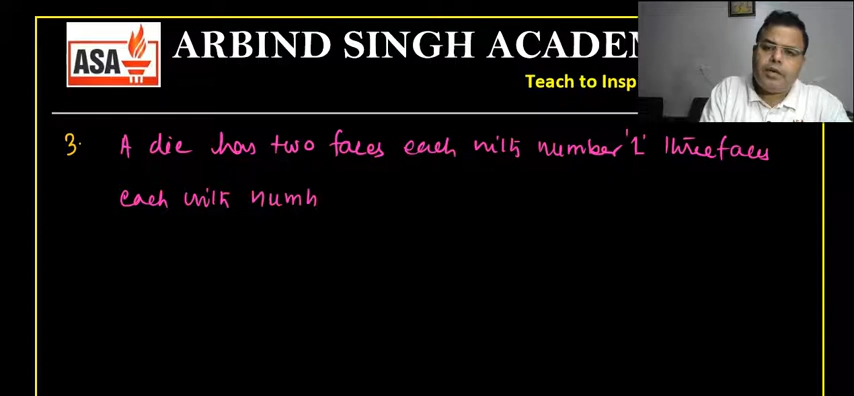 ASA
ARBIND SINGH ACADEM
Teach to Insp
3. A die has two faces each with number '1' three faces
each with numb